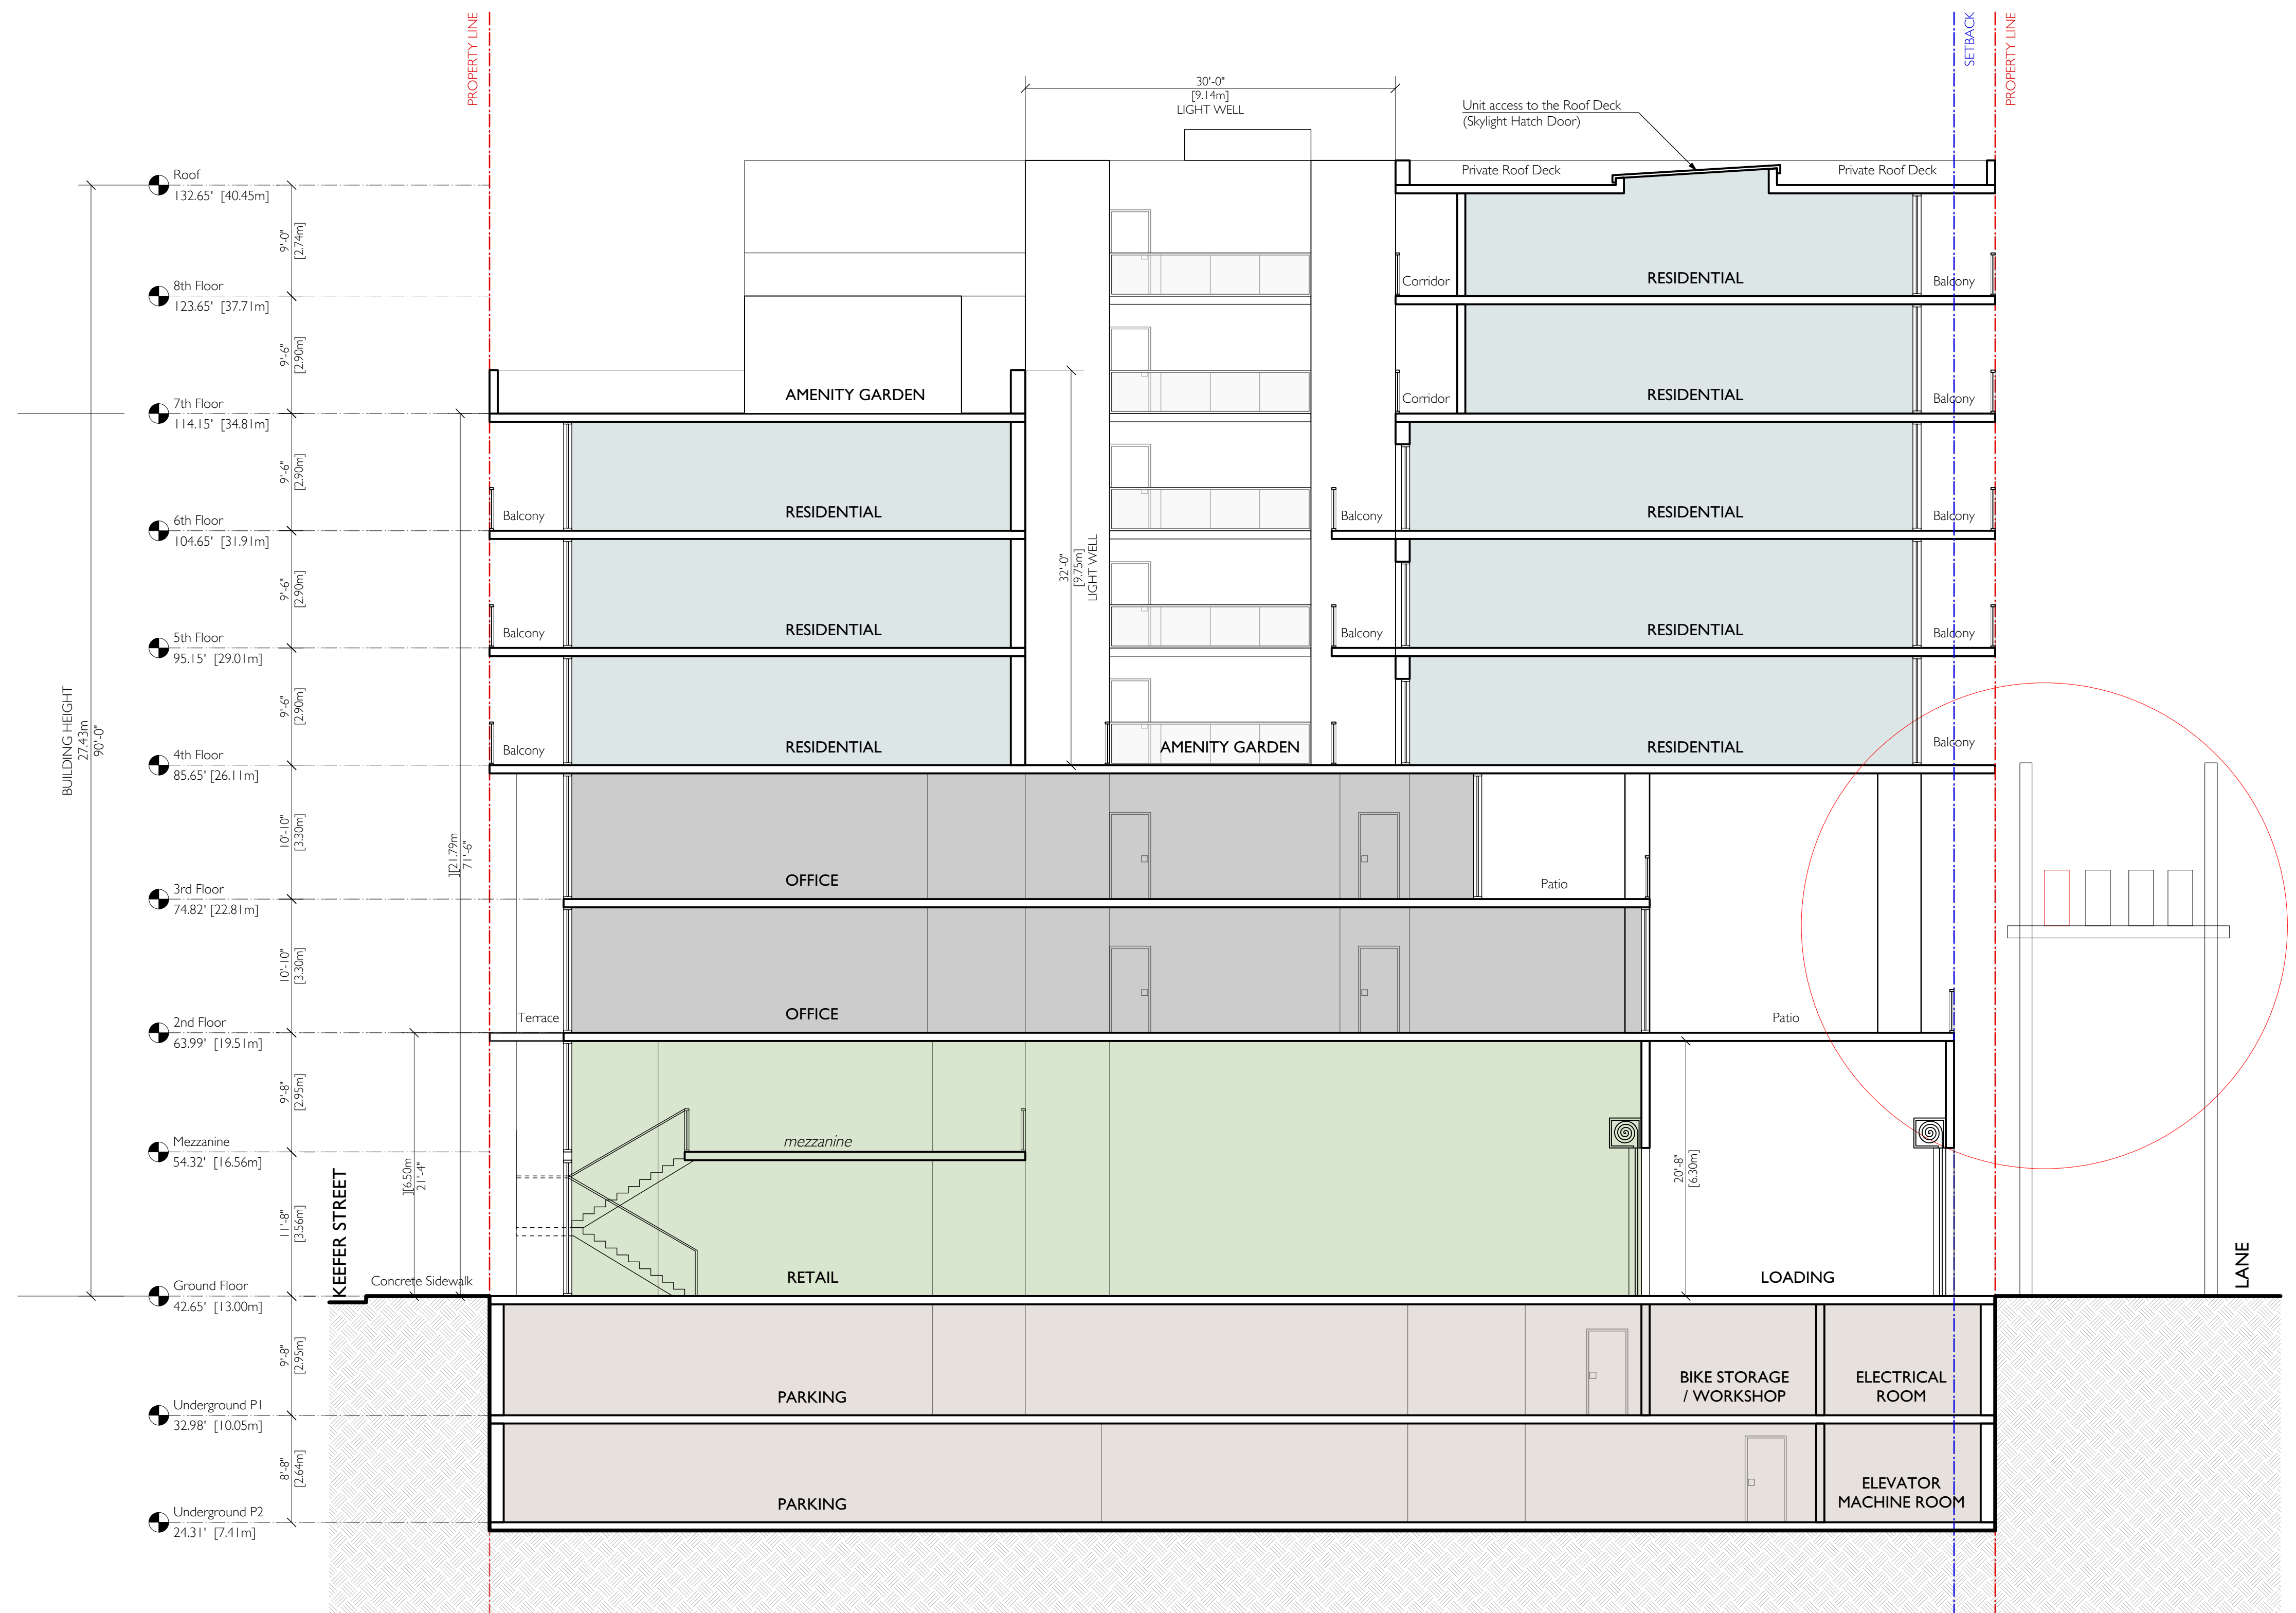 PROPERTY LINE
SETBACK
PROPERTY LINE
30'-0"
[9.14m]
LIGHT WELL
Unit access to the Roof Deck
(Skylight Hatch Door)
Private Roof Deck
Private Roof Deck
Roof
132.65' [40.45m]
9'-0"
[2.74m]
RESIDENTIAL
Corridor
Balcony
8th Floor
123.65' [37.71m]
9'-6"
[2.90m]
AMENITY GARDEN
Corridor
RESIDENTIAL
Balcony
7th Floor
114.15' [34.81m]
9'-6"
[2.90m]
Balcony
RESIDENTIAL
Balcony
RESIDENTIAL
Balcony
6th Floor
104.65' [31.91m]
9'-6"
[2.90m]
32'-0"
[9.75m]
LIGHT WELL
Balcony
RESIDENTIAL
Balcony
RESIDENTIAL
Balcony
5th Floor
95.15' [29.01m]
9'-6"
[2.90m]
BUILDING HEIGHT
27.43m
90'-0"
Balcony
RESIDENTIAL
AMENITY GARDEN
RESIDENTIAL
Balcony
4th Floor
85.65' [26.11m]
10'-10"
[3.30m]
][21.79m
71'-6"
OFFICE
Patio
3rd Floor
74.82' [22.81m]
10'-10"
[3.30m]
Terrace
OFFICE
Patio
2nd Floor
63.99' [19.51m]
9'-8"
[2.95m]
mezzanine
Mezzanine
54.32' [16.56m]
11'-8"
[3.56m]
KEEFER STREET
][6.50m
21'-4"
20'-8"
[6.30m]
Concrete Sidewalk
RETAIL
LOADING
LANE
Ground Floor
42.65' [13.00m]
9'-8"
[2.95m]
PARKING
BIKE STORAGE
/ WORKSHOP
ELECTRICAL
ROOM
Underground P1
32.98' [10.05m]
8'-8"
[2.64m]
PARKING
ELEVATOR
MACHINE ROOM
Underground P2
24.31' [7.41m]